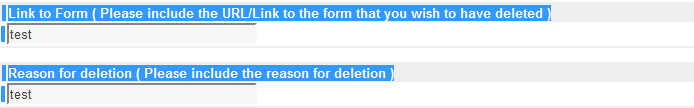 Link to Form ( Please include the URL/Link to the form that you wish to have deleted )
test
Reason for deletion ( Please include the reason for deletion )
test